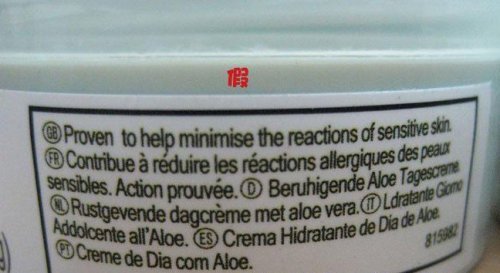 假
GB Proven to help minimise the reactions of sensitive skin.
FR Contribue à réduire les réactions allergiques des peaux
sensibles. Action prouvée. D Beruhigende Aloe Tagescreme.
NL Rustgevende dagcrème met aloe vera. IT Ldratante Giorno
Addolcente all'Aloe. ES Crema Hidratante de Dia de Aloe.
PT Creme de Dia com Aloe. 815982